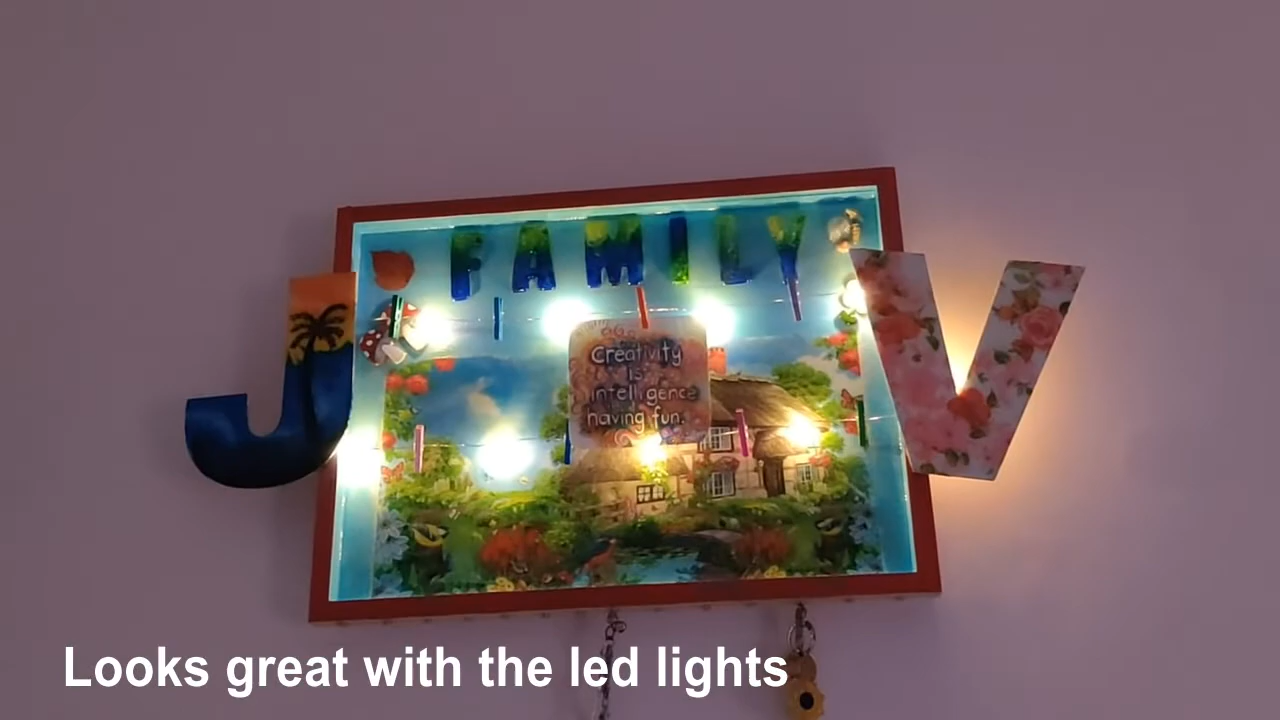 FAMILY
J
V
Creativity
is
intelligence
having fun.
Looks great with the led lights